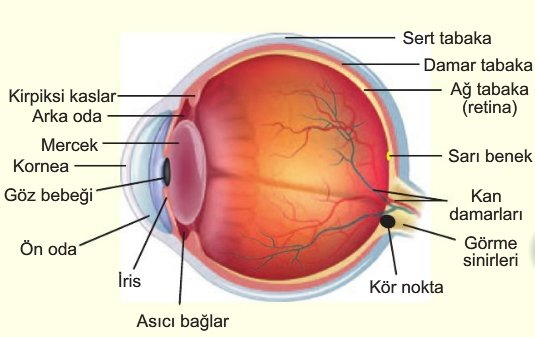 Sert tabaka
Damar tabaka
Ağ tabaka
(retina)
Sarı benek
Kan
damarları
Görme
sinirleri
Kör nokta
Kirpiksi kaslar
Arka oda
Mercek
Kornea
Göz bebeği
Ön oda
İris
Asıcı bağlar